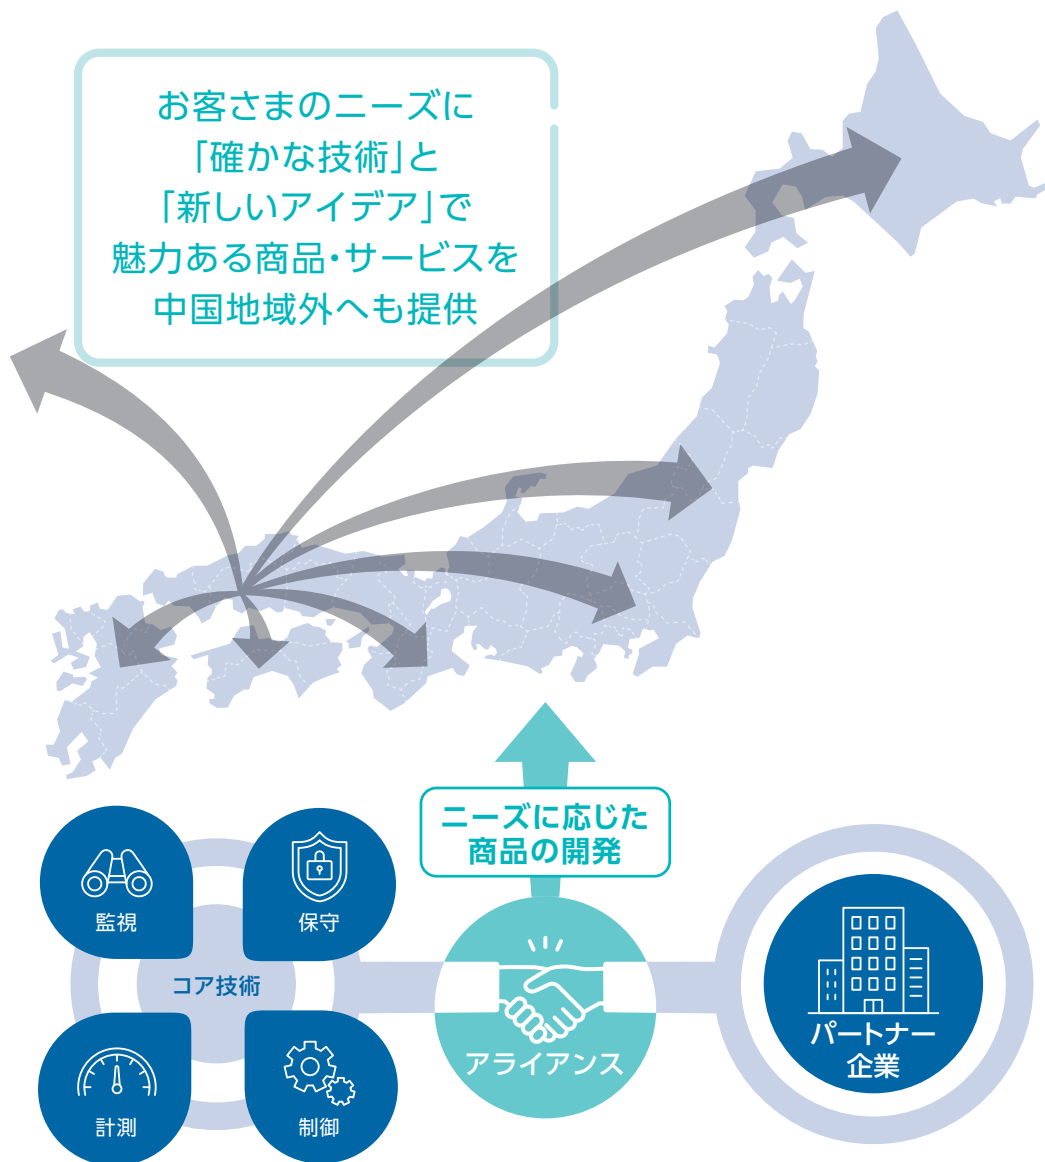 お客さまのニーズに
「確かな技術」と
「新しいアイデア」で
魅力ある商品・サービスを
中国地域外へも提供
ニーズに応じた
商品の開発
監視
保守
コア技術
計測
制御
アライアンス
パートナー
企業